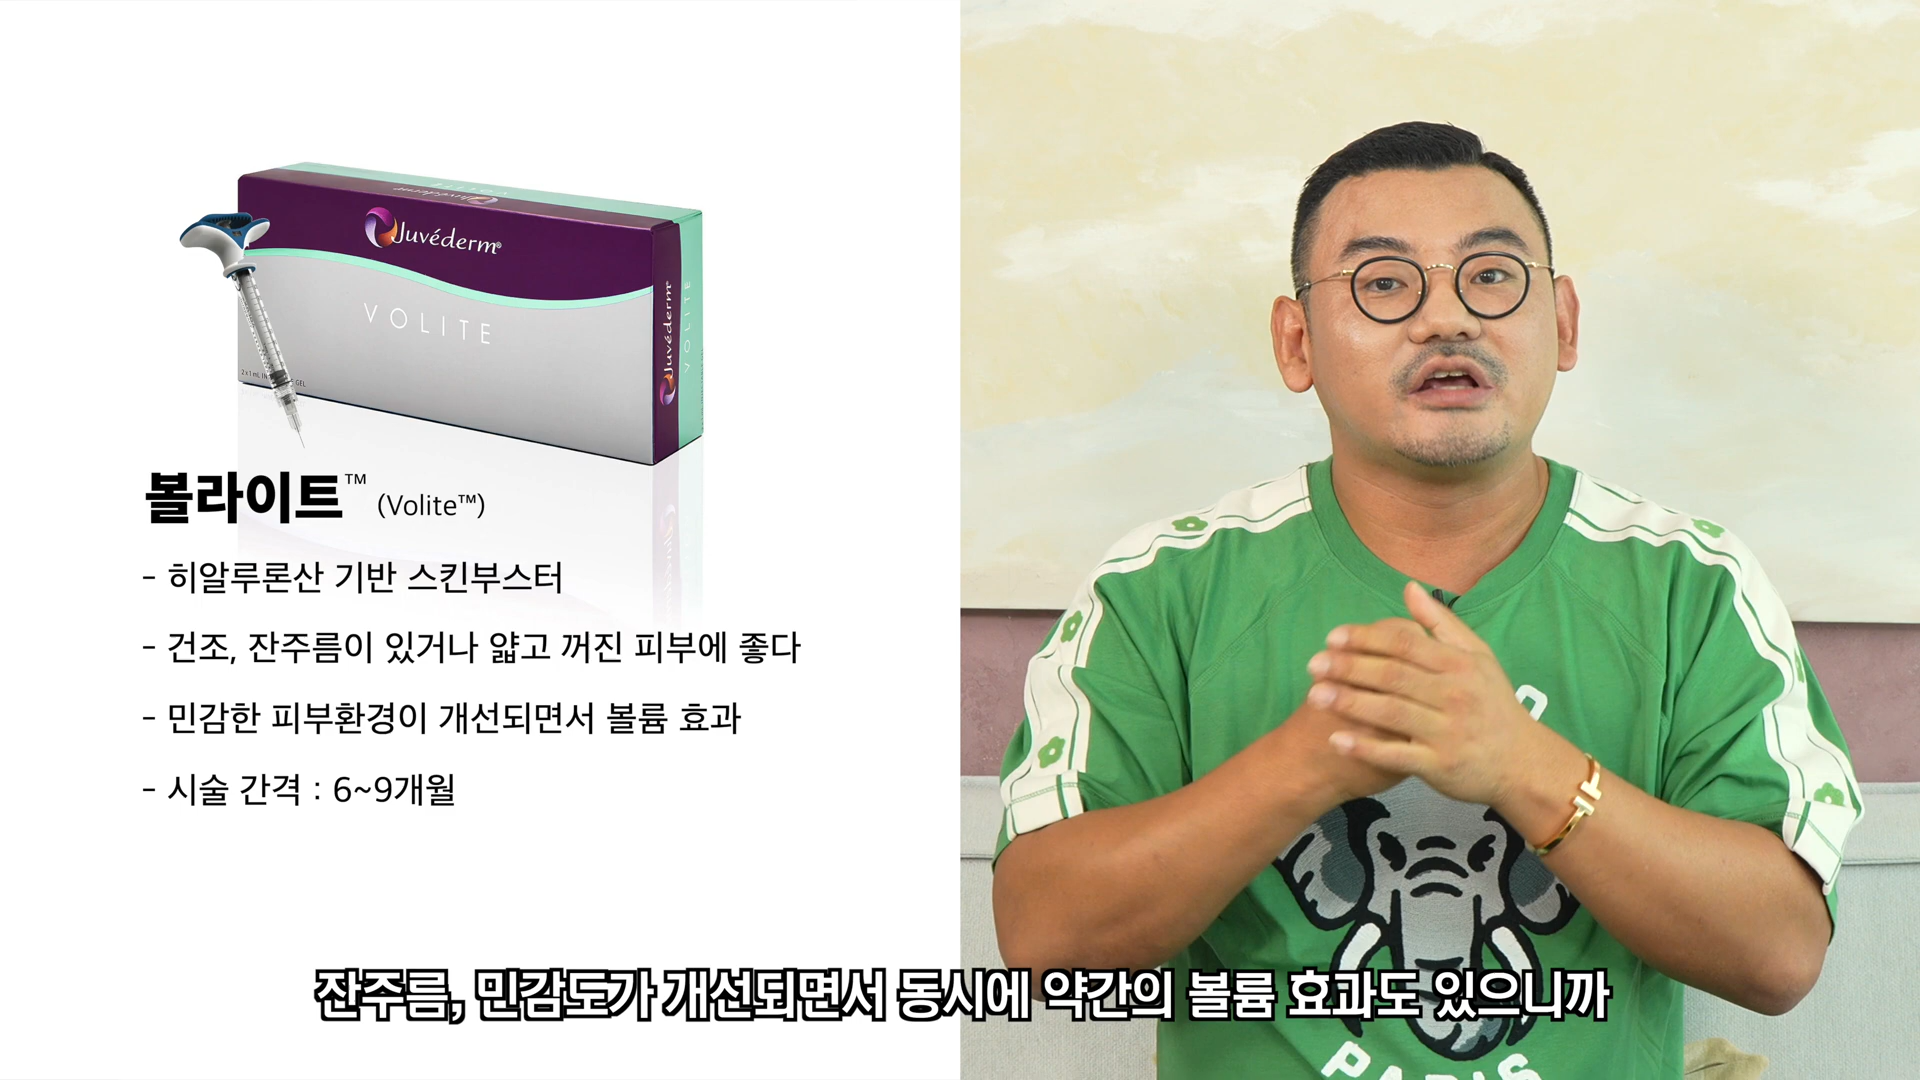 Juvéderm®
VOLITE
Juvéderm
VOLITE
볼라이트™ (Volite™)
- 히알루론산 기반 스킨부스터
- 건조, 잔주름이 있거나 얇고 꺼진 피부에 좋다
- 민감한 피부환경이 개선되면서 볼륨 효과
- 시술 간격 : 6~9개월
잔주름, 민감도가 개선되면서 동시에 약간의 볼륨 효과도 있으니까
PARIS